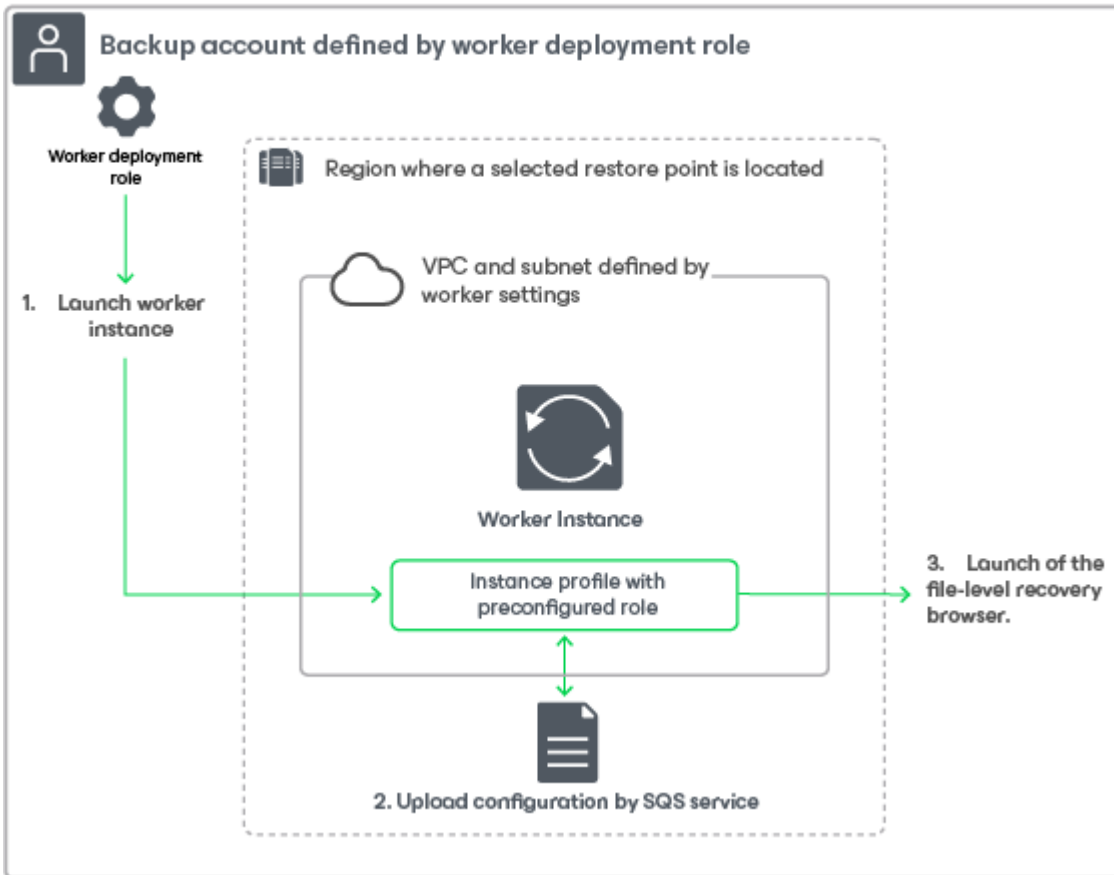 Backup account defined by worker deployment role
Worker deployment
role
Region where a selected restore point is located
VPC and subnet defined by
worker settings
1. Launch worker
instance
Worker Instance
Instance profile with
preconfigured role
3. Launch of the
file-level recovery
browser.
2. Upload configuration by SQS service